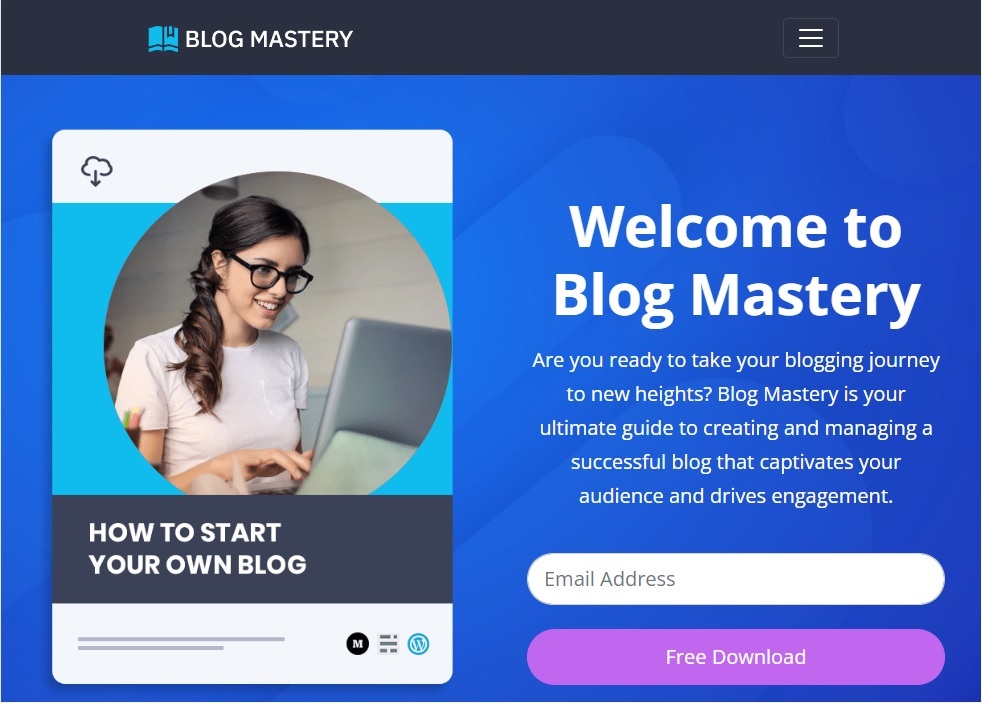 BLOG MASTERY
HOW TO START
YOUR OWN BLOG
M
W
Welcome to
Blog Mastery
Are you ready to take your blogging journey
to new heights? Blog Mastery is your
ultimate guide to creating and managing a
successful blog that captivates your
audience and drives engagement.
Email Address
Free Download